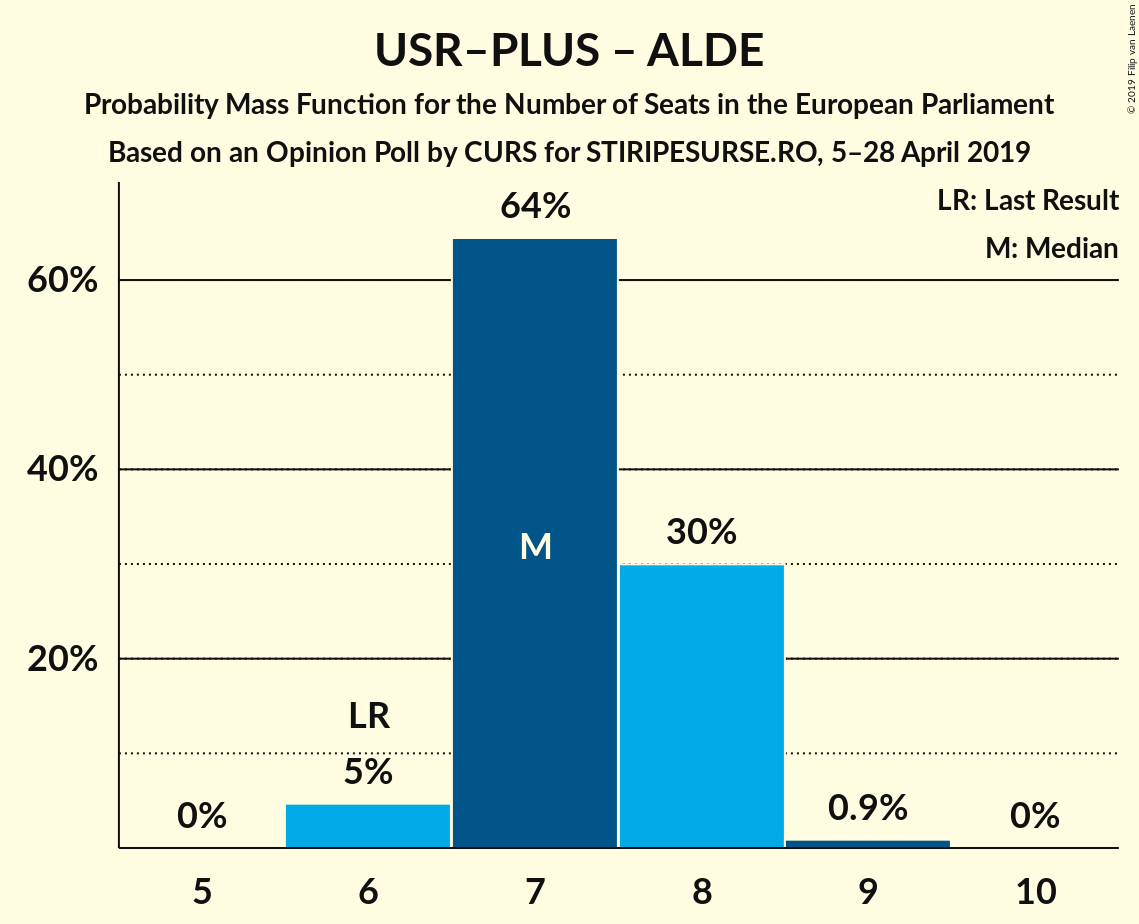 USR–PLUS – ALDE
Probability Mass Function for the Number of Seats in the European Parliament
Based on an Opinion Poll by CURS for STIRIPESURSE.RO, 5–28 April 2019
© 2019 Filip van Laenen
LR: Last Result
M: Median
64%
60%
40%
30%
M
20%
LR
5%
0%
0.9%
0%
5 6 7 8 9 10